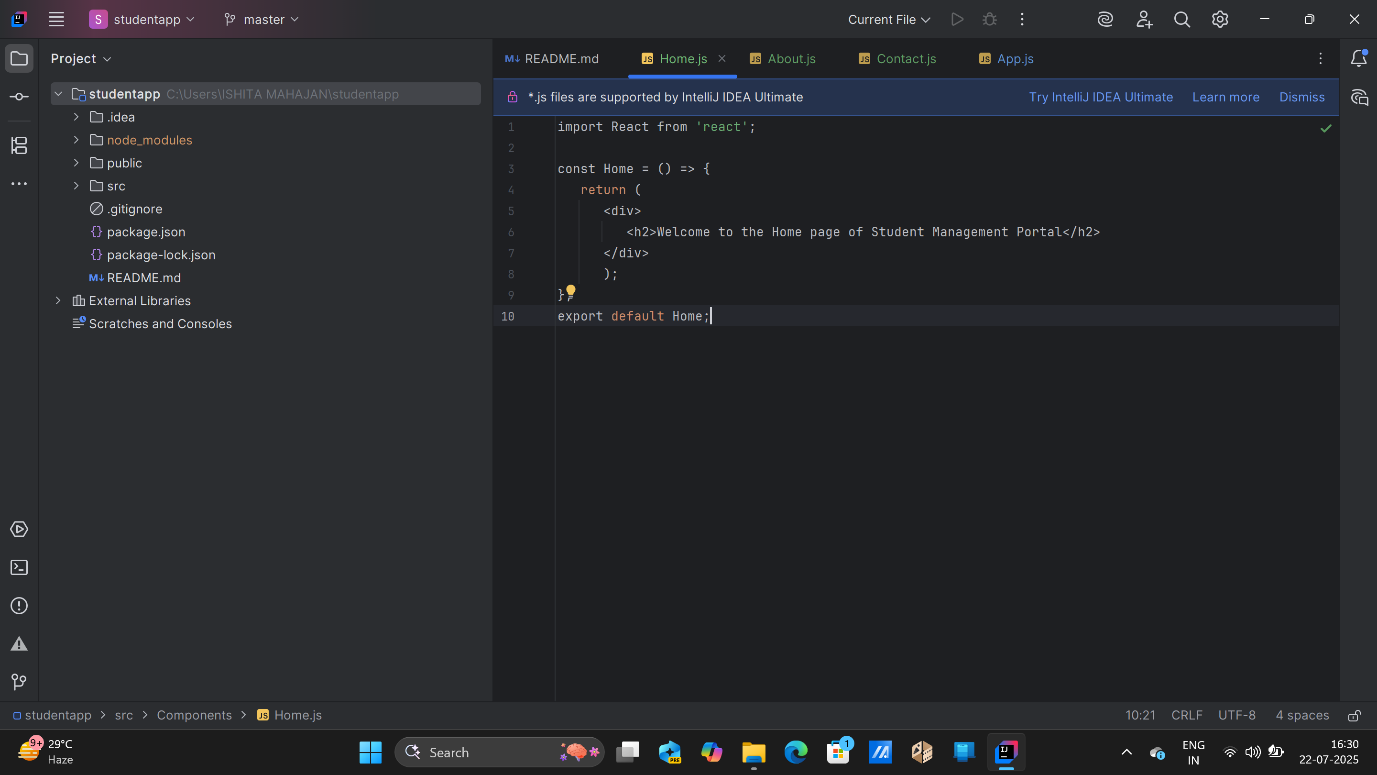 S studentapp master Current File
Project
README.md Home.js About.js Contact.js App.js
*.js files are supported by IntelliJ IDEA Ultimate Try IntelliJ IDEA Ultimate Learn more Dismiss
studentapp C:\Users\ISHITA MAHAJAN\studentapp
.idea
node_modules
public
src
.gitignore
package.json
package-lock.json
README.md
External Libraries
Scratches and Consoles
1 import React from 'react';
2
3 const Home = () => {
4 return (
5 <div>
6 <h2>Welcome to the Home page of Student Management Portal</h2>
7 </div>
8 );
9 };
10 export default Home;
studentapp > src > Components > Home.js 10:21 CRLF UTF-8 4 spaces
9+ 29°C
Haze
Search
PRE
1
ENG
IN
16:30
22-07-2025